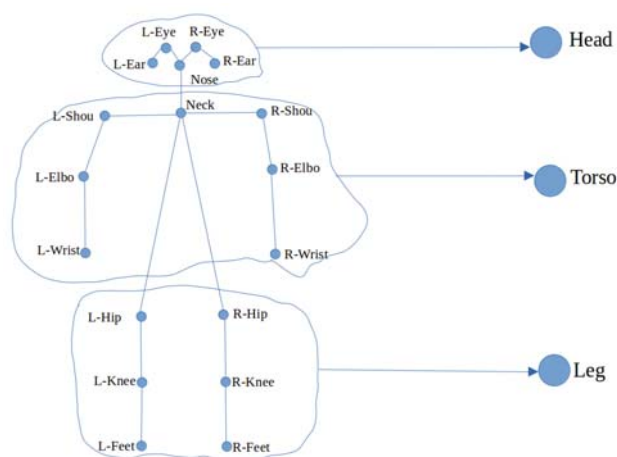 L-Eye R-Eye
L-Ear R-Ear
Nose
Head
Neck
L-Shou R-Shou
L-Elbo R-Elbo
Torso
L-Wrist R-Wrist
L-Hip R-Hip
L-Knee R-Knee
Leg
L-Feet R-Feet